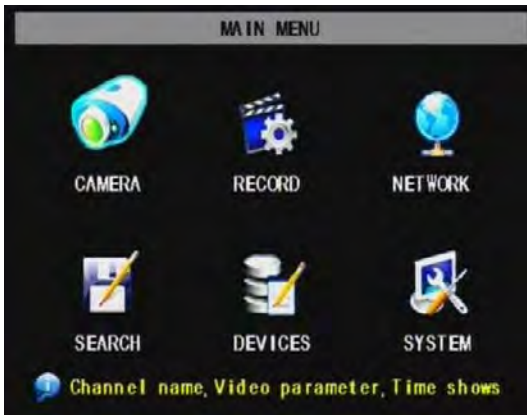 MAIN MENU
CAMERA RECORD NETWORK
SEARCH DEVICES SYSTEM
Channel name, Video parameter, Time shows